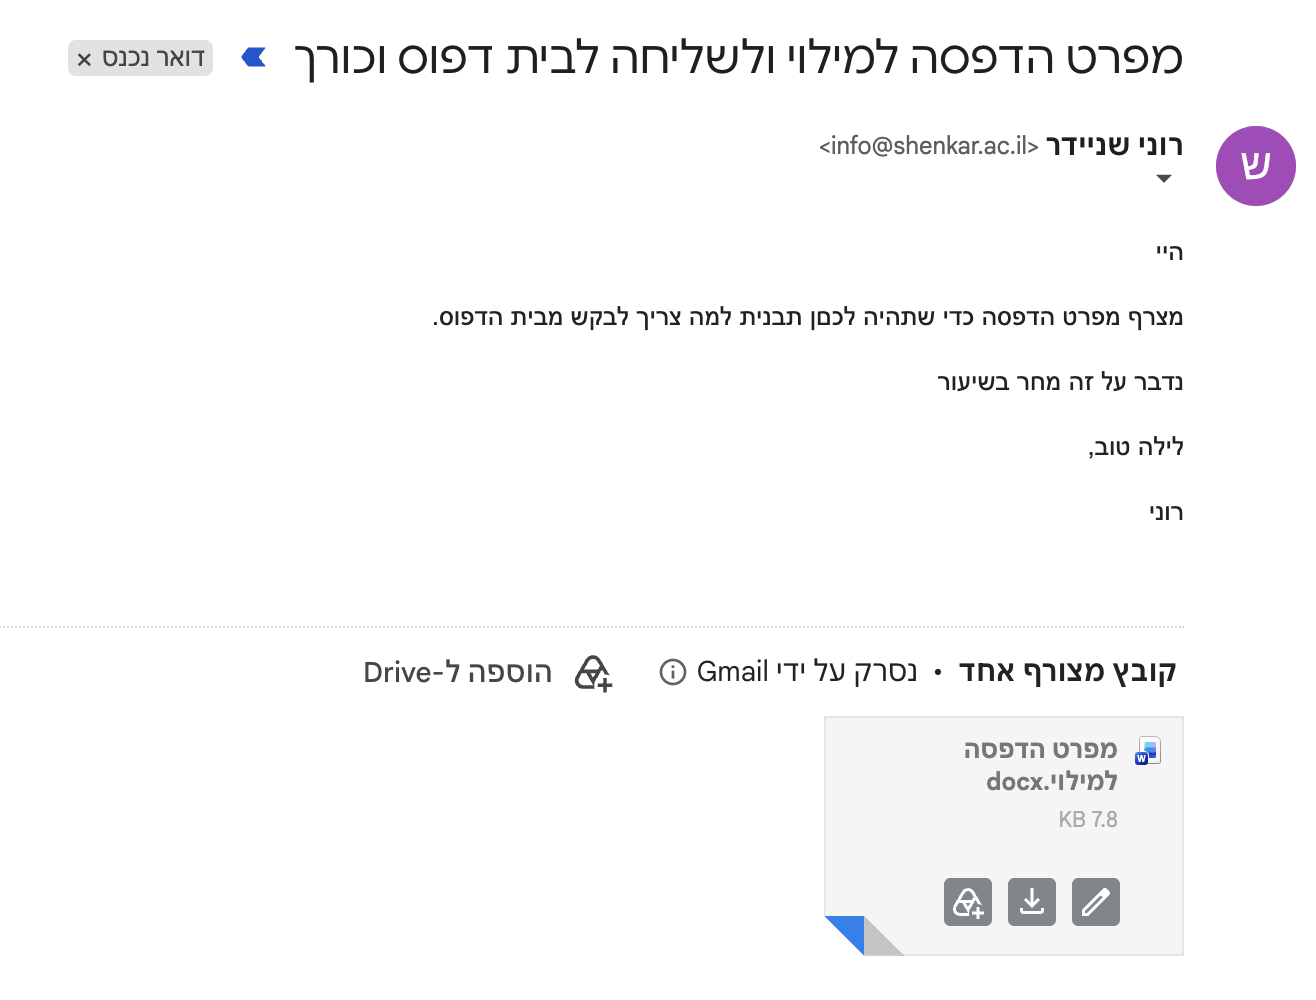 מפרט הדפסה למילוי ולשליחה לבית דפוס וכורך
דואר נכנס ×
ש
רוני שניידר <info@shenkar.ac.il>
היי
מצרף מפרט הדפסה כדי שתהיה לכםן תבנית למה צריך לבקש מבית הדפוס.
נדבר על זה מחר בשיעור
לילה טוב,
רוני
קובץ מצורף אחד • נסרק על ידי Gmail
הוספה ל-Drive
מפרט הדפסה
למילוי.docx
7.8 KB
W